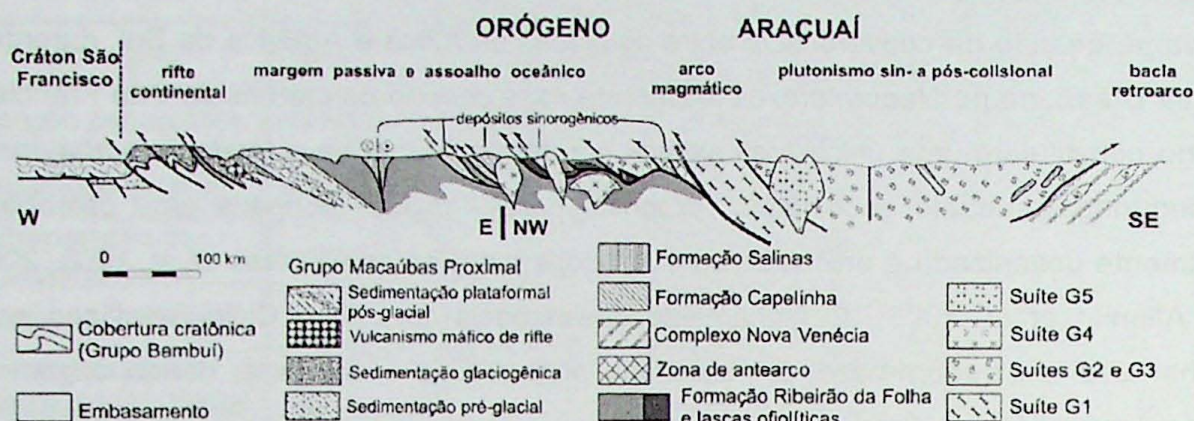 ORÓGENO ARAÇUAÍ
Cráton São
Francisco
rifte
continental
margem passiva e assoalho oceânico
arco
magmático
plutonismo sin- a pós-colisional
bacia
retroarco
depósitos sinorogênicos
W
E NW
SE
0 100 km
Cobertura cratônica
(Grupo Bambuí)
Embasamento
Grupo Macaúbas Proximal
Sedimentação plataformal
pós-glacial
Vulcanismo máfico de rifte
Sedimentação glaciogênica
Sedimentação pré-glacial
Formação Salinas
Formação Capelinha
Complexo Nova Venécia
Zona de antearco
Formação Ribeirão da Folha
e lascas ofiolíticas
Suíte G5
Suíte G4
Suítes G2 e G3
Suíte G1